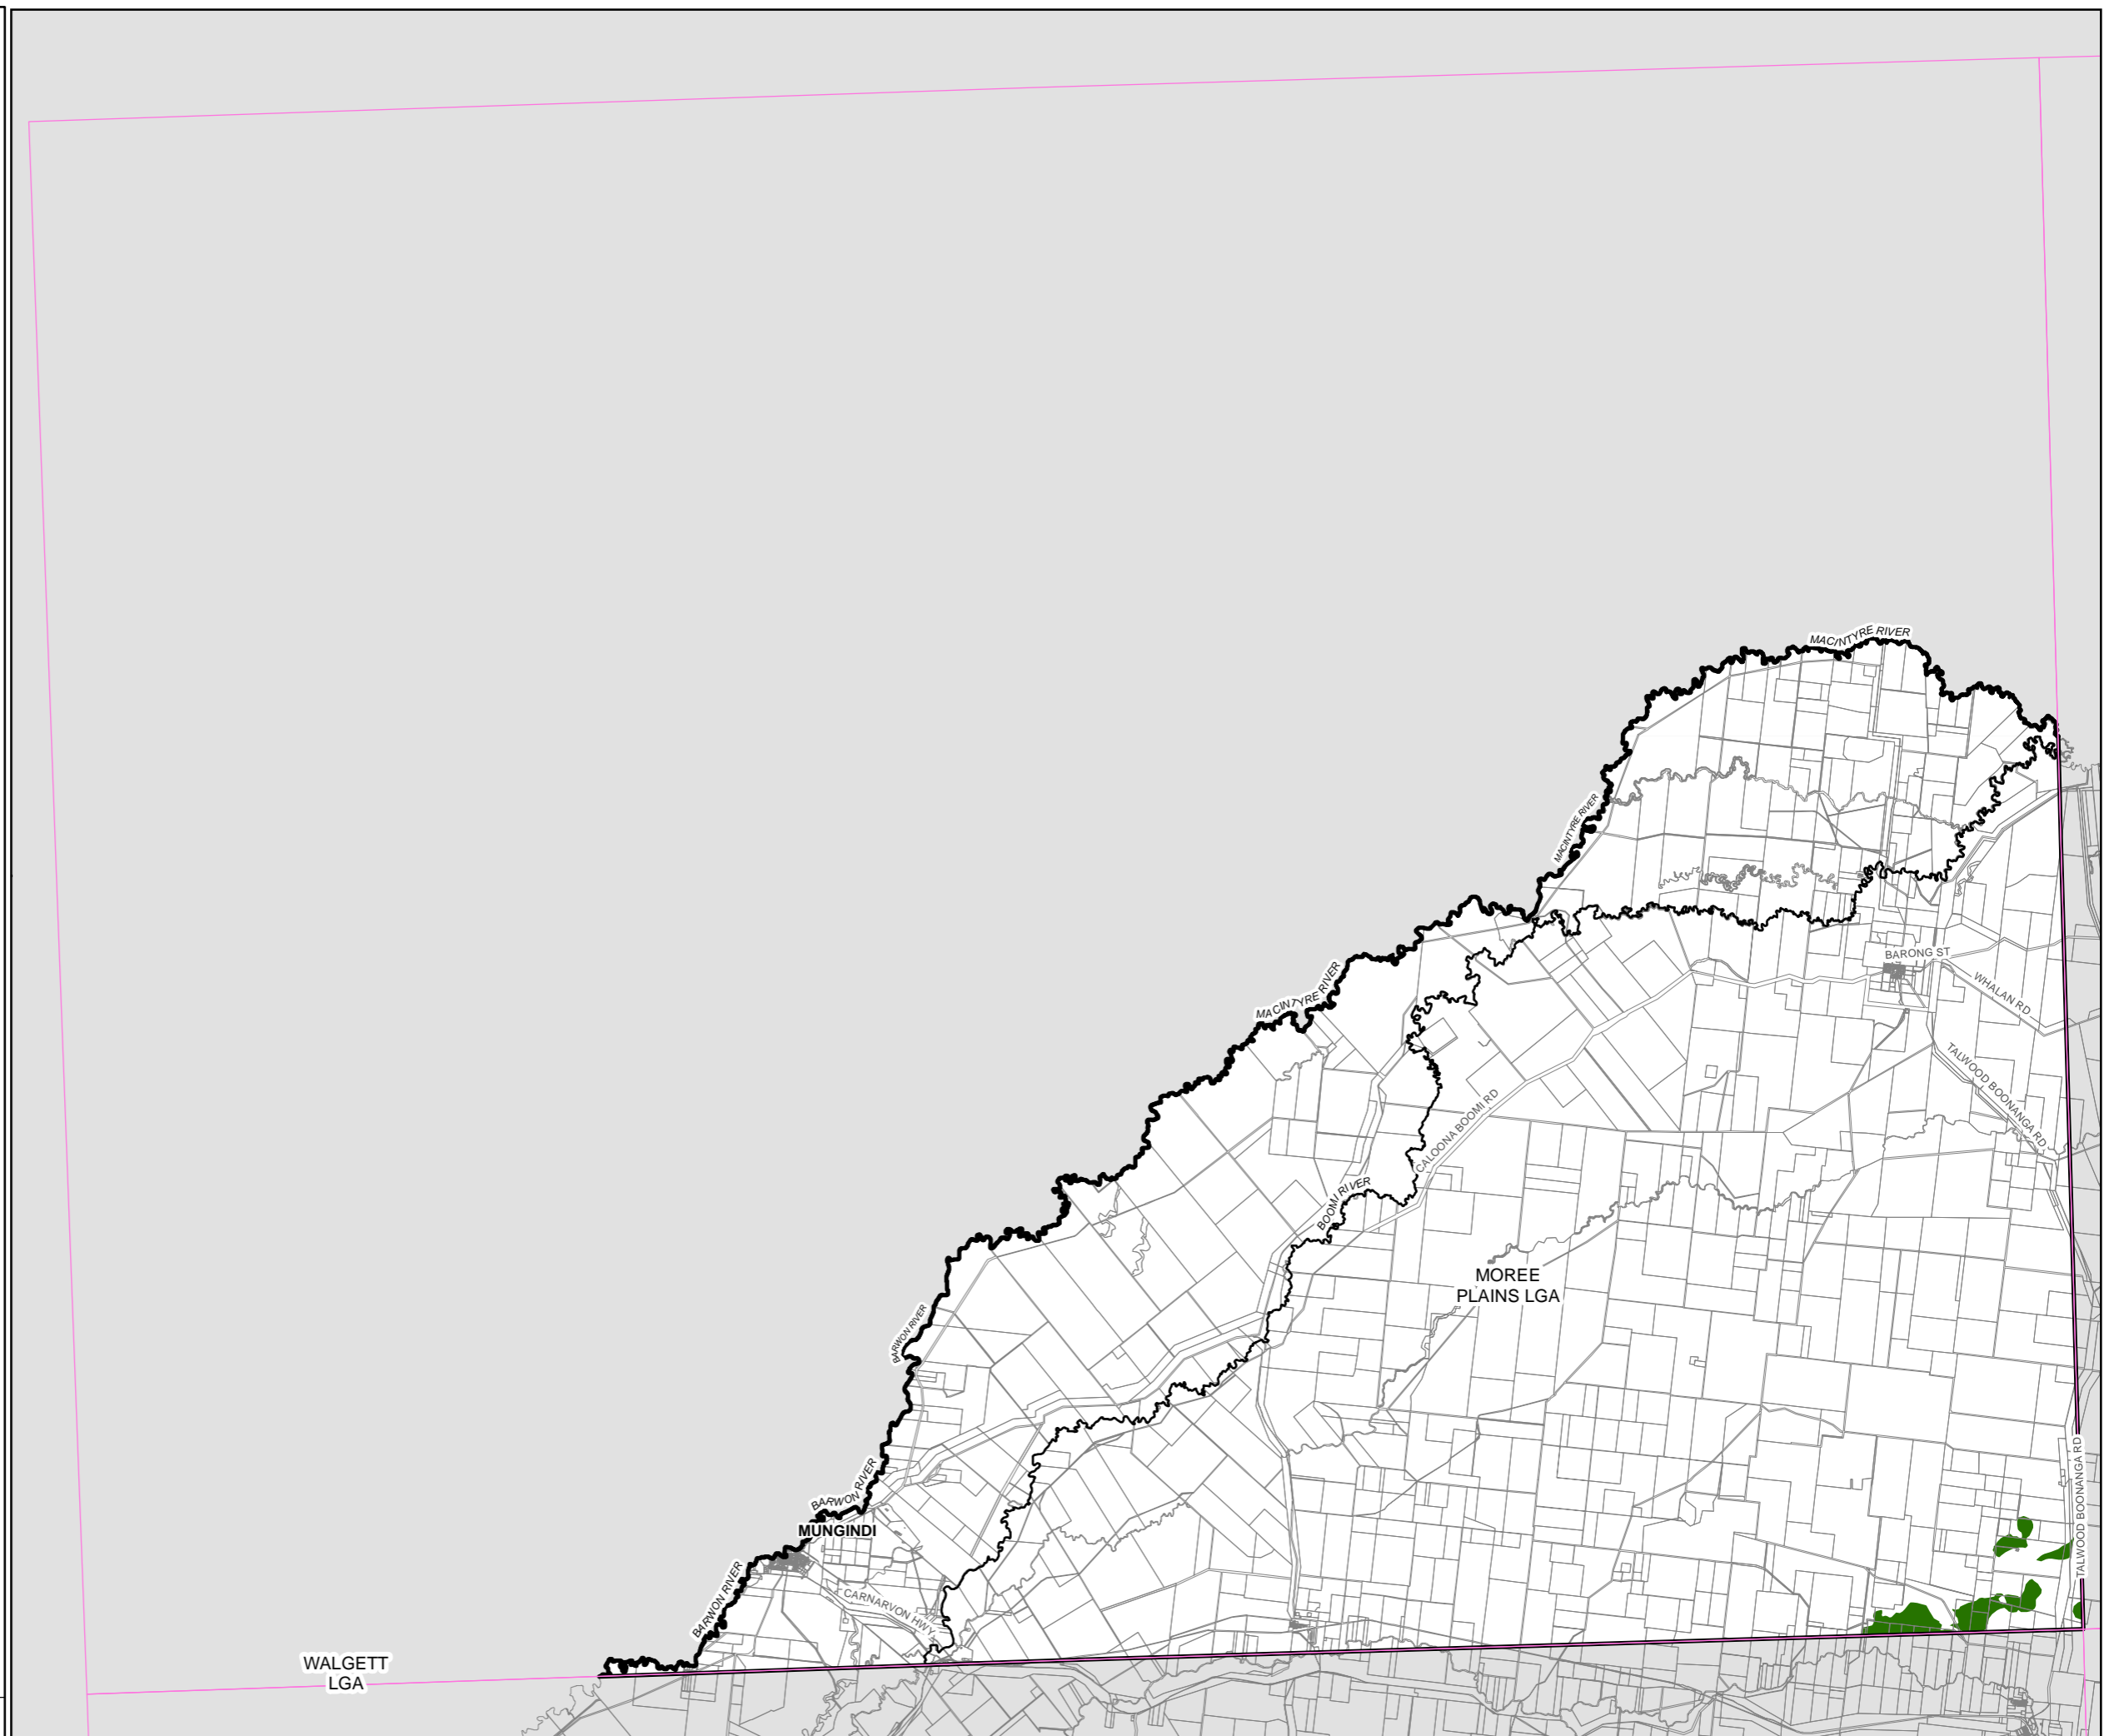 MACINTYRE RIVER
MACINTYRE RIVER
BARONG ST
MACINTYRE RIVER
WHALAN RD
TALWOOD BOONANGA RD
CALOONA BOOMI RD
BOOMI RIVER
MOREE
PLAINS LGA
BARWON RIVER
TALWOOD BOONANGA RD
BARWON RIVER
MUNGINDI
BARWON RIVER
CARNARVON HWY
WALGETT
LGA